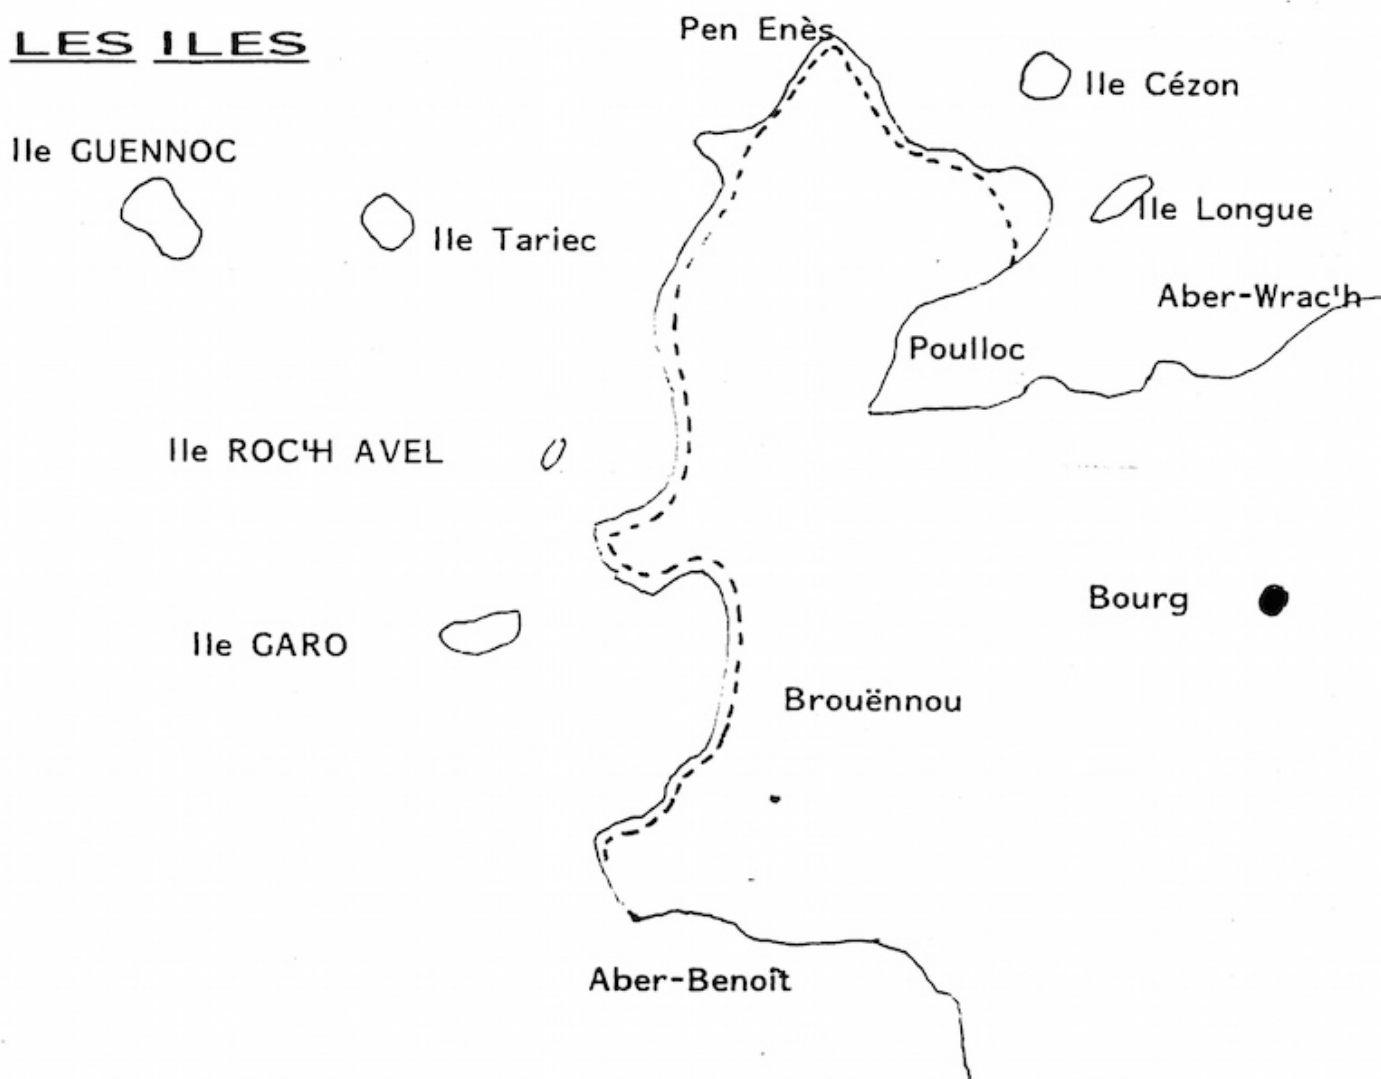 LES ILES
Pen Enès
Ile Cézon
Ile GUENNOC
Ile Longue
Ile Tariec
Aber-Wrac'h
Poulloc
Ile ROC'H AVEL
Bourg
Ile GARO
Brouënnou
Aber-Benoît